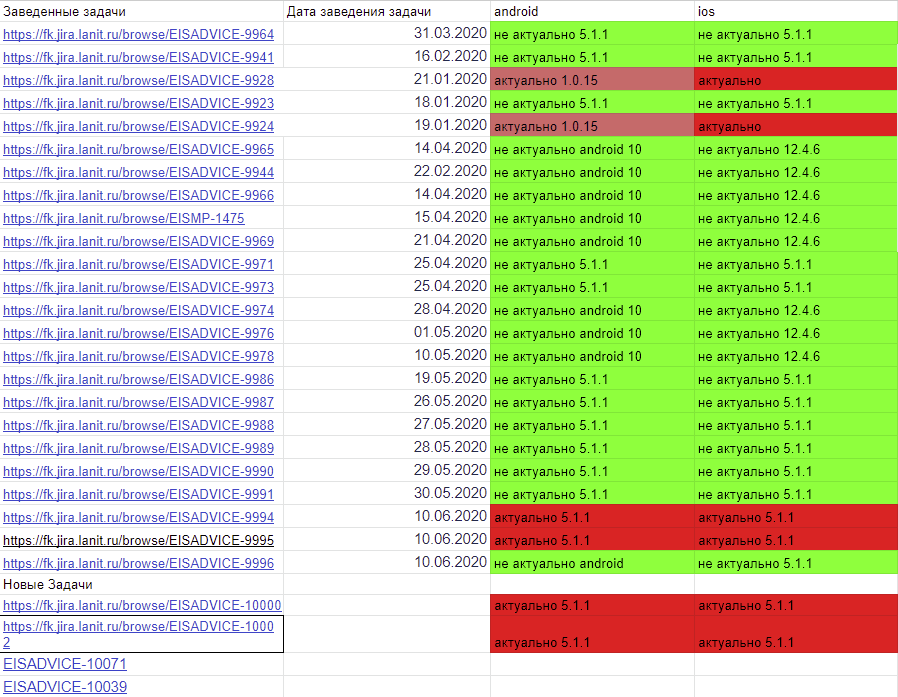 Заведенные задачи Дата заведения задачи android ios
https://fk.jira.lanit.ru/browse/EISADVICE-9964 31.03.2020 не актуально 5.1.1 не актуально 5.1.1
https://fk.jira.lanit.ru/browse/EISADVICE-9941 16.02.2020 не актуально 5.1.1 не актуально 5.1.1
https://fk.jira.lanit.ru/browse/EISADVICE-9928 21.01.2020 актуально 1.0.15 актуально
https://fk.jira.lanit.ru/browse/EISADVICE-9923 18.01.2020 не актуально 5.1.1 не актуально 5.1.1
https://fk.jira.lanit.ru/browse/EISADVICE-9924 19.01.2020 актуально 1.0.15 актуально
https://fk.jira.lanit.ru/browse/EISADVICE-9965 14.04.2020 не актуально android 10 не актуально 12.4.6
https://fk.jira.lanit.ru/browse/EISADVICE-9944 22.02.2020 не актуально android 10 не актуально 12.4.6
https://fk.jira.lanit.ru/browse/EISADVICE-9966 14.04.2020 не актуально android 10 не актуально 12.4.6
https://fk.jira.lanit.ru/browse/EISMP-1475 15.04.2020 не актуально android 10 не актуально 12.4.6
https://fk.jira.lanit.ru/browse/EISADVICE-9969 21.04.2020 не актуально android 10 не актуально 12.4.6
https://fk.jira.lanit.ru/browse/EISADVICE-9971 25.04.2020 не актуально 5.1.1 не актуально 5.1.1
https://fk.jira.lanit.ru/browse/EISADVICE-9973 25.04.2020 не актуально 5.1.1 не актуально 5.1.1
https://fk.jira.lanit.ru/browse/EISADVICE-9974 28.04.2020 не актуально android 10 не актуально 12.4.6
https://fk.jira.lanit.ru/browse/EISADVICE-9976 01.05.2020 не актуально android 10 не актуально 12.4.6
https://fk.jira.lanit.ru/browse/EISADVICE-9978 10.05.2020 не актуально android 10 не актуально 12.4.6
https://fk.jira.lanit.ru/browse/EISADVICE-9986 19.05.2020 не актуально 5.1.1 не актуально 5.1.1
https://fk.jira.lanit.ru/browse/EISADVICE-9987 26.05.2020 не актуально 5.1.1 не актуально 5.1.1
https://fk.jira.lanit.ru/browse/EISADVICE-9988 27.05.2020 не актуально 5.1.1 не актуально 5.1.1
https://fk.jira.lanit.ru/browse/EISADVICE-9989 28.05.2020 не актуально 5.1.1 не актуально 5.1.1
https://fk.jira.lanit.ru/browse/EISADVICE-9990 29.05.2020 не актуально 5.1.1 не актуально 5.1.1
https://fk.jira.lanit.ru/browse/EISADVICE-9991 30.05.2020 не актуально 5.1.1 не актуально 5.1.1
https://fk.jira.lanit.ru/browse/EISADVICE-9994 10.06.2020 актуально 5.1.1 актуально 5.1.1
https://fk.jira.lanit.ru/browse/EISADVICE-9995 10.06.2020 актуально 5.1.1 актуально 5.1.1
https://fk.jira.lanit.ru/browse/EISADVICE-9996 10.06.2020 не актуально android не актуально 5.1.1
Новые Задачи
https://fk.jira.lanit.ru/browse/EISADVICE-10000 актуально 5.1.1 актуально 5.1.1
https://fk.jira.lanit.ru/browse/EISADVICE-1000
2 актуально 5.1.1 актуально 5.1.1
EISADVICE-10071
EISADVICE-10039